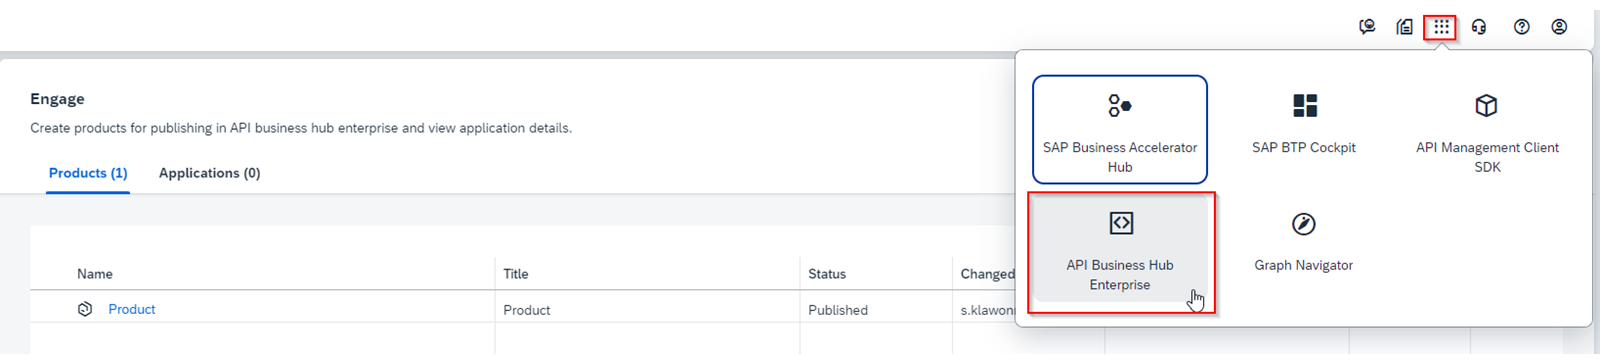 Engage
Create products for publishing in API business hub enterprise and view application details.
Products (1) Applications (0)
SAP Business Accelerator
Hub
SAP BTP Cockpit
API Management Client
SDK
API Business Hub
Enterprise
Graph Navigator
Name Title Status Changed
Product Product Published